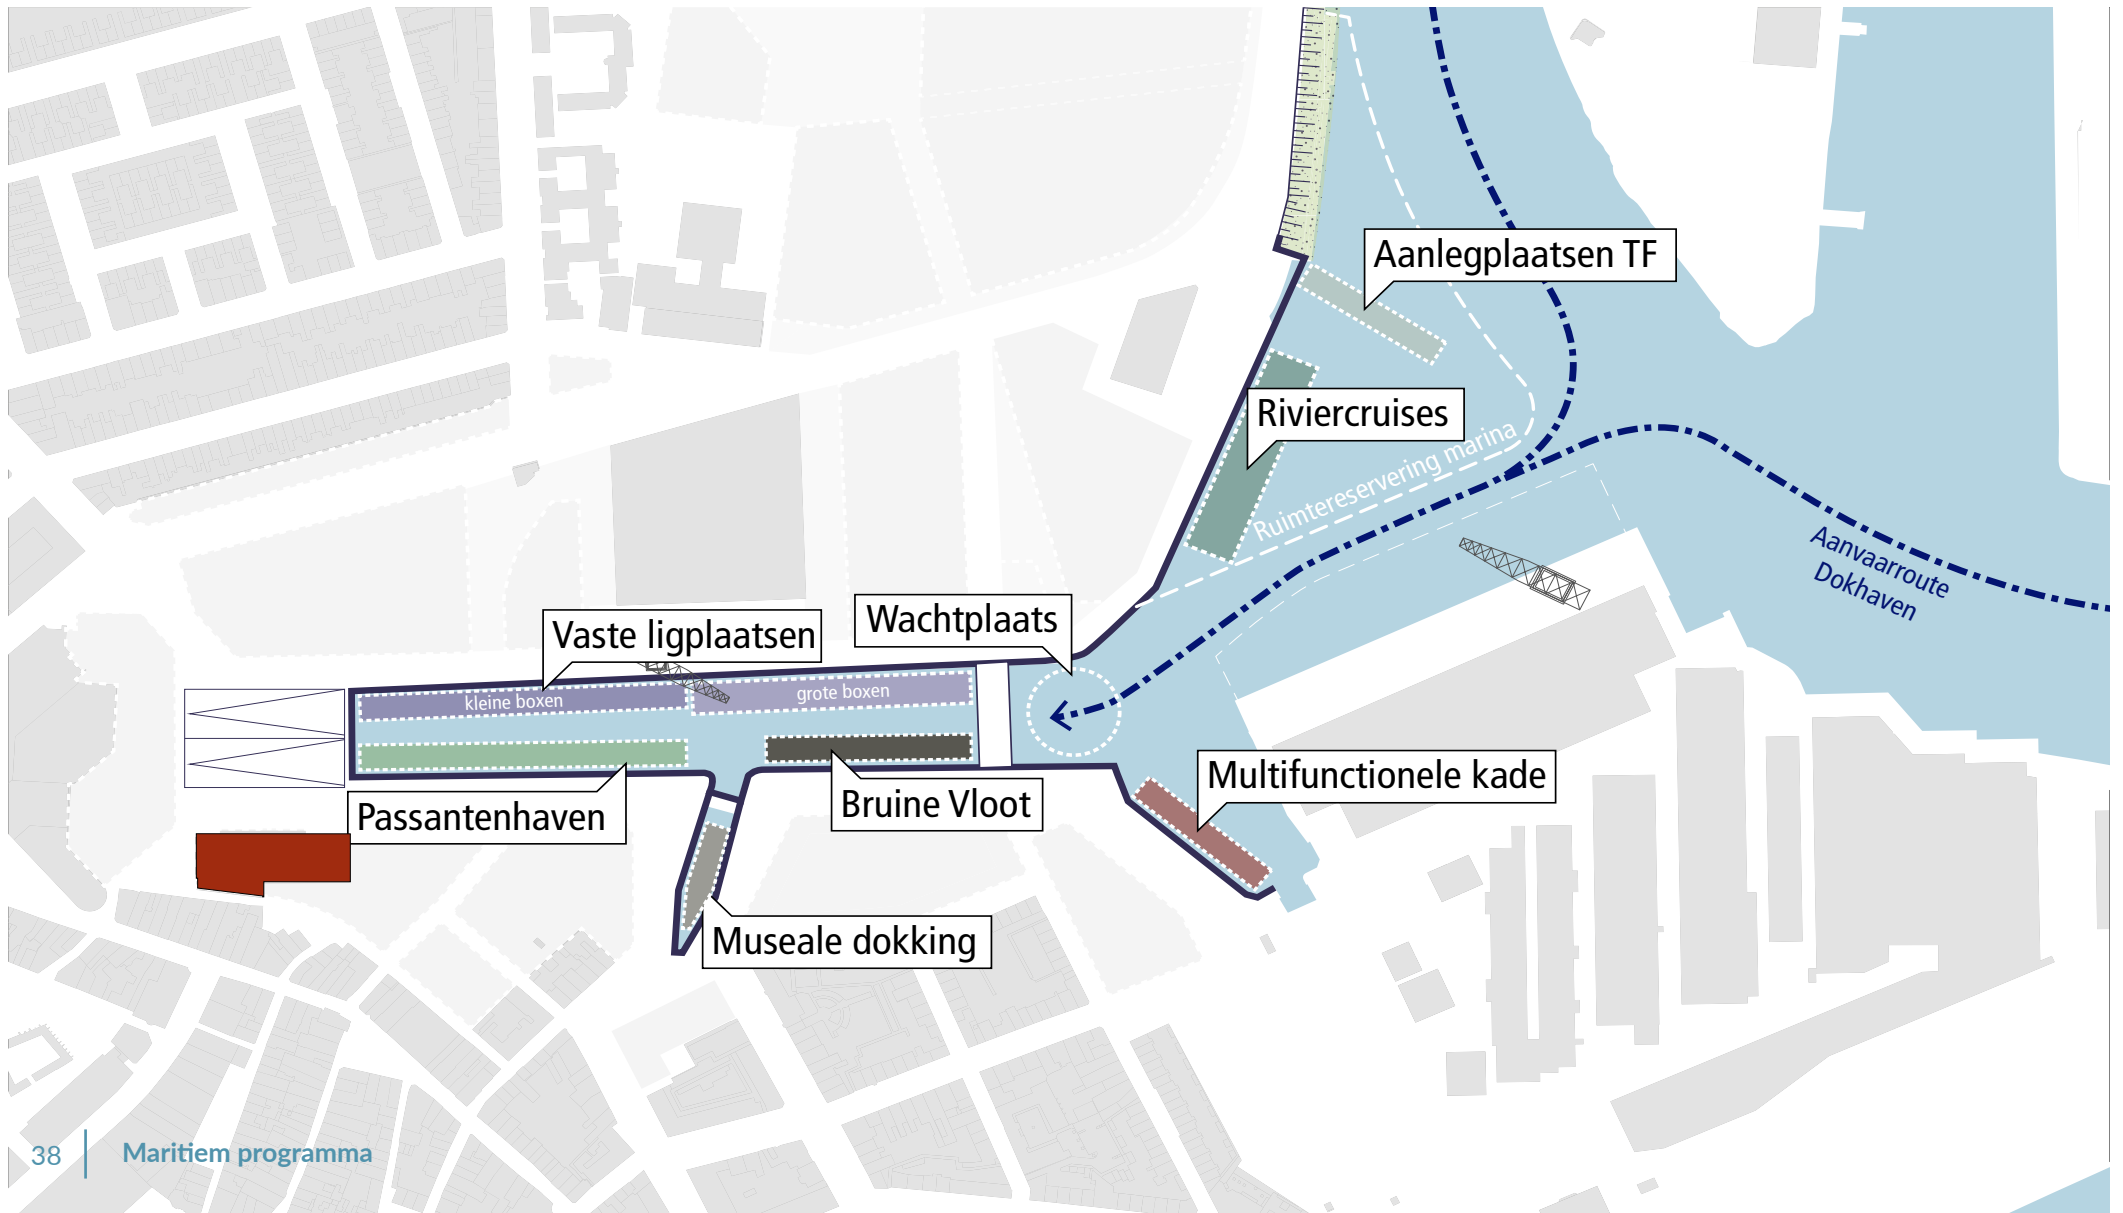 Aanlegplaatsen TF
Riviercruises
Ruimtereservering marina
Aanvaarroute
Dokhaven
Wachtplaats
Vaste ligplaatsen
kleine boxen
grote boxen
Multifunctionele kade
Bruine Vloot
Passantenhaven
Museale dokking
38
Maritiem programma